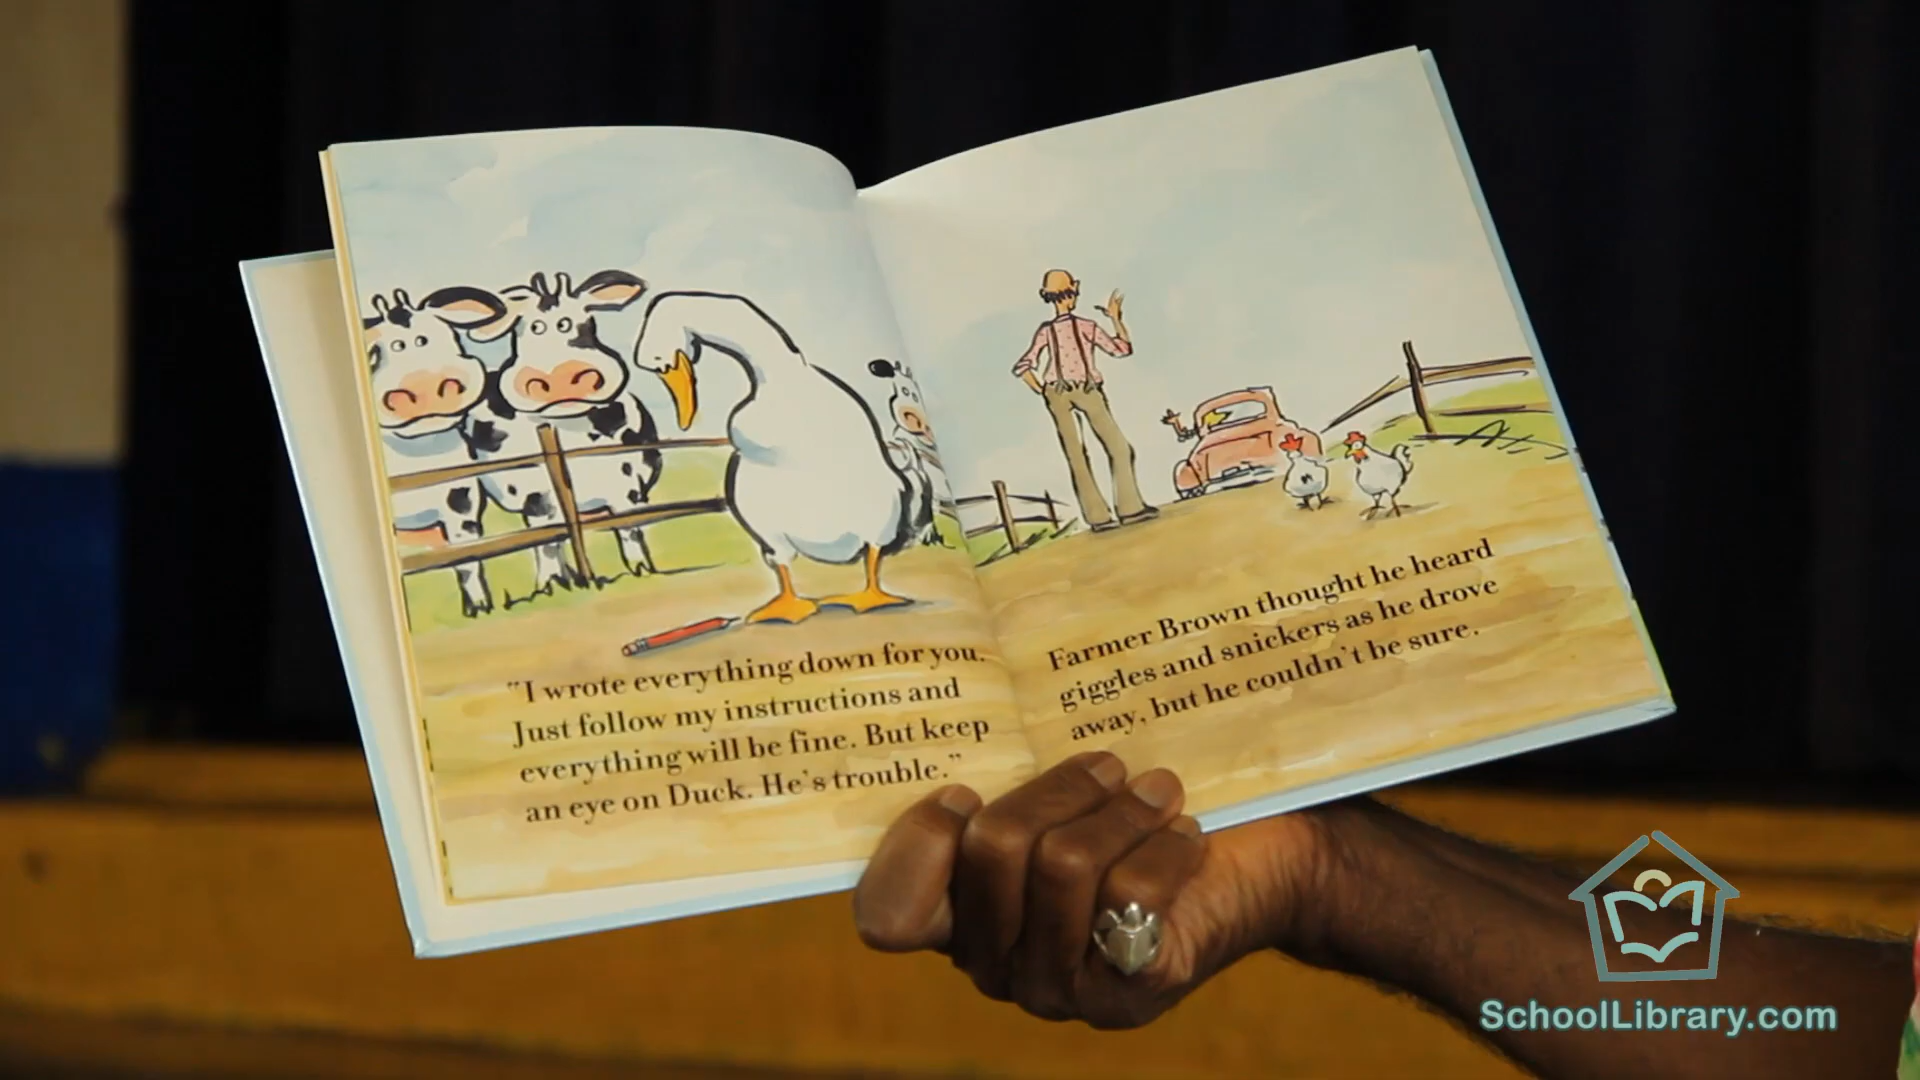 "I wrote everything down for you.
Just follow my instructions and
everything will be fine. But keep
an eye on Duck. He's trouble."
Farmer Brown thought he heard
giggles and snickers as he drove
away, but he couldn't be sure.
SchoolLibrary.com